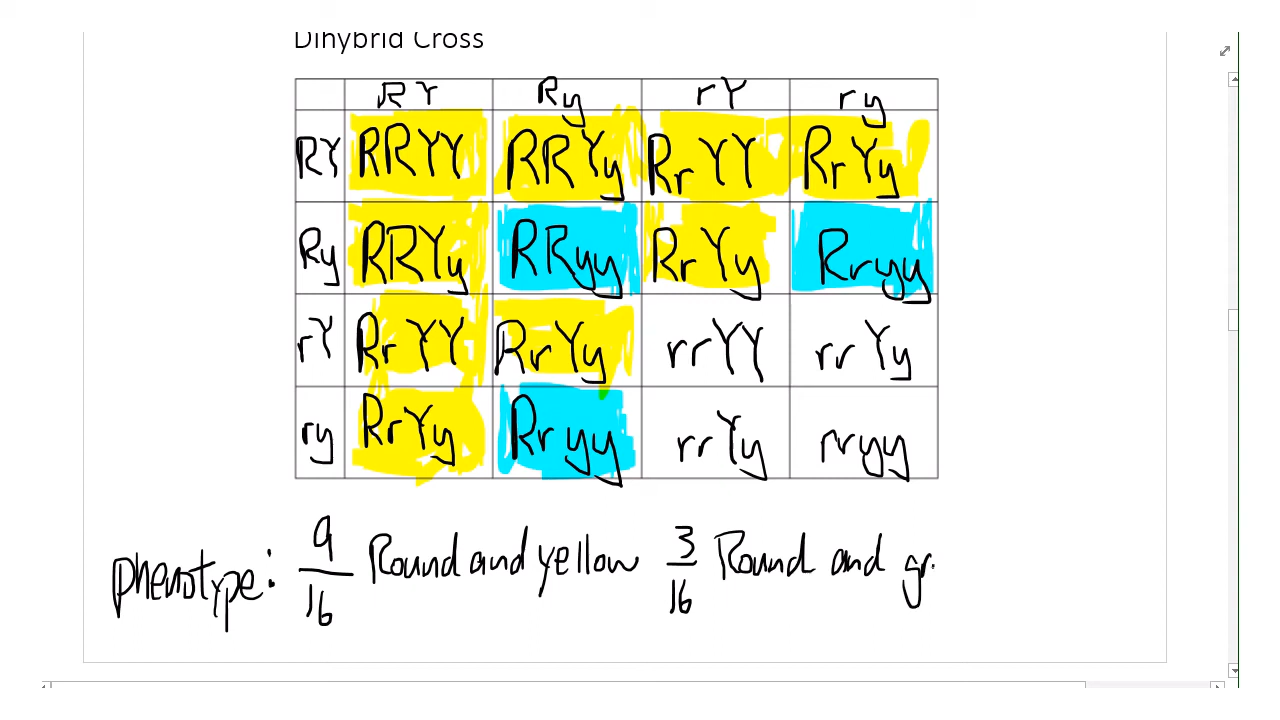 Dihybrid Cross
RY Ry rY ry
RY RRYY RRYy RrYY RrYy
Ry RRYy RRyy RrYy Rryy
rY RrYY RrYy rrYY rrYy
ry RrYy Rryy rrYy rryy
phenotype: 9/16 Round and yellow 3/16 Round and gr